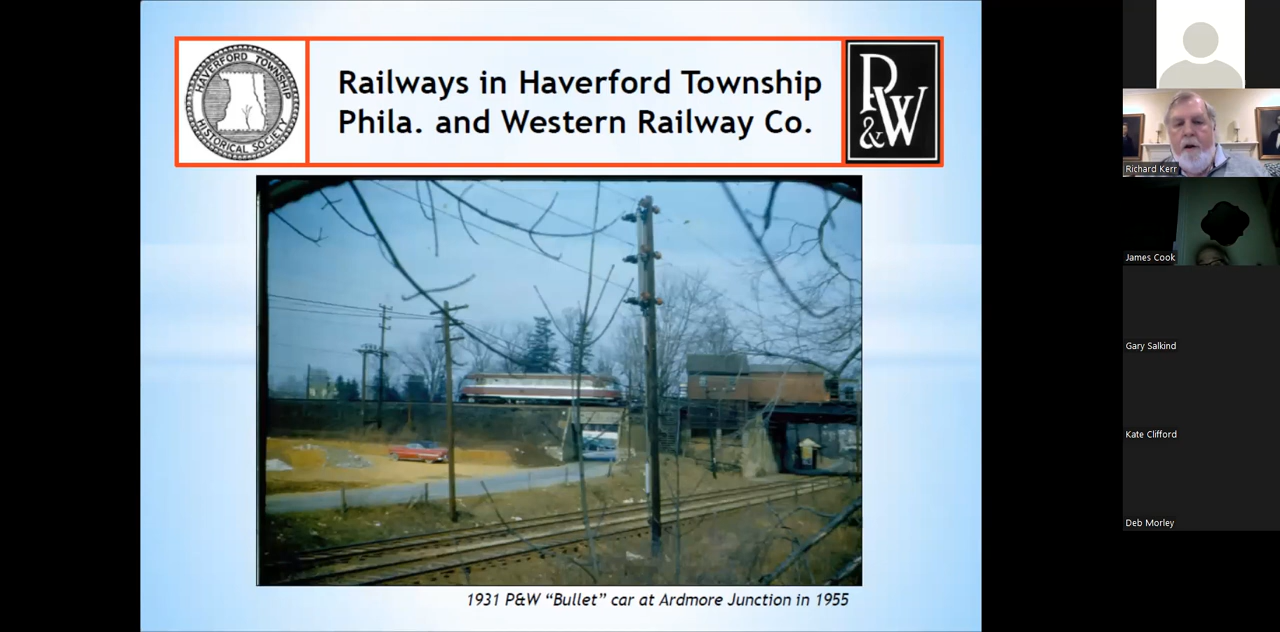 HAVERFORD TOWNSHIP
HISTORICAL SOCIETY
Railways in Haverford Township
Phila. and Western Railway Co.
P&W
1931 P&W “Bullet” car at Ardmore Junction in 1955
Richard Kerr
James Cook
Gary Salkind
Kate Clifford
Deb Morley